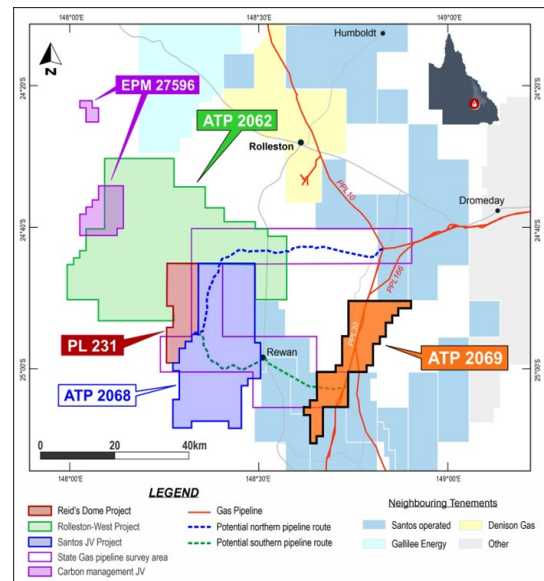 148°00'E
148°30'E
149°00'E
Humboldt
24°20'S
24°20'S
N
EPM 27596
ATP 2062
Rolleston
PPL10
Dromeday
24°40'S
24°40'S
PPL166
PL 231
PPL30
Rewan
ATP 2069
25°00'S
25°00'S
ATP 2068
0 20 40km
148°00'E
148°30'E
149°00'E
LEGEND
Reid's Dome Project
Rolleston-West Project
Santos JV Project
State Gas pipeline survey area
Carbon management JV
Gas Pipeline
Potential northern pipeline route
Potential southern pipeline route
Neighbouring Tenements
Santos operated
Denison Gas
Gallilee Energy
Other